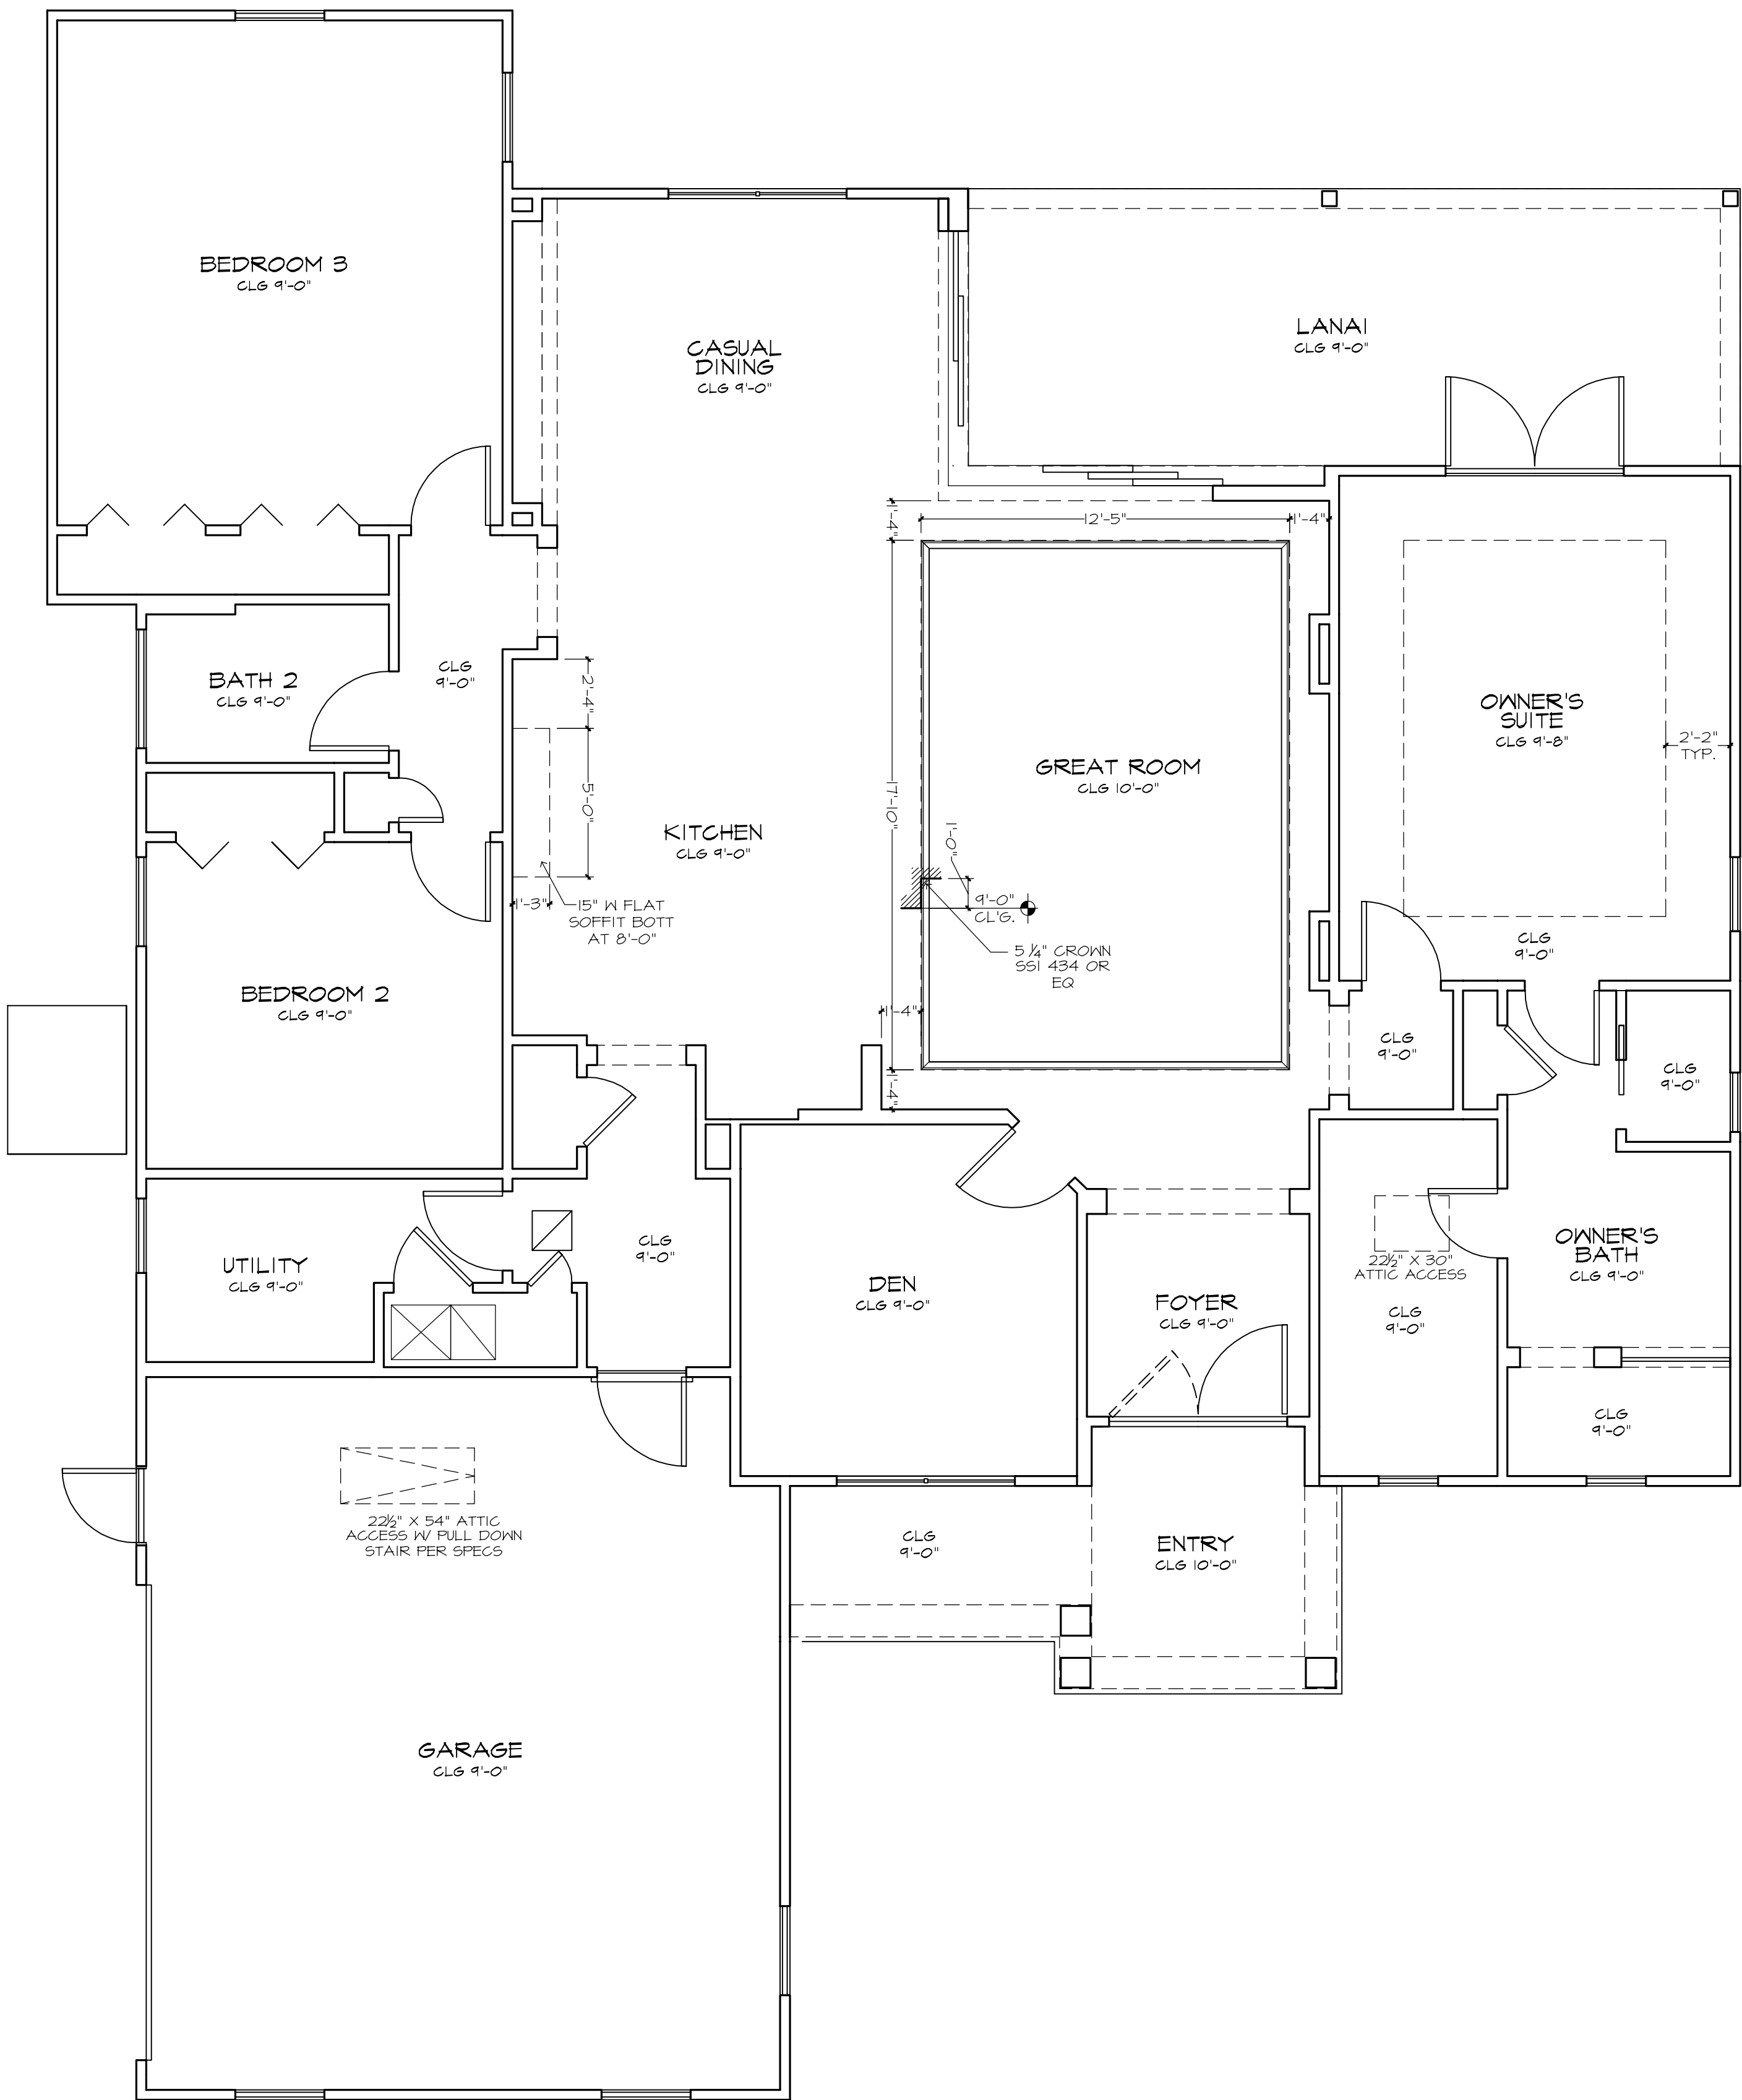 BEDROOM 3
CLG 9'-0"
CASUAL
DINING
CLG 9'-0"
LANAI
CLG 9'-0"
1'-4"
12'-5"
1'-4"
BATH 2
CLG 9'-0"
CLG
9'-0"
2'-4"
5'-0"
1'-3"
15" W FLAT
SOFFIT BOTT
AT 8'-0"
KITCHEN
CLG 9'-0"
17'-10"
GREAT ROOM
CLG 10'-0"
1'-0"
9'-0"
CL'G.
5 1/4" CROWN
SSI 434 OR
EQ
1'-4"
1'-4"
OWNER'S
SUITE
CLG 9'-8"
2'-2"
TYP.
CLG
9'-0"
BEDROOM 2
CLG 9'-0"
CLG
9'-0"
CLG
9'-0"
UTILITY
CLG 9'-0"
CLG
9'-0"
DEN
CLG 9'-0"
FOYER
CLG 9'-0"
22½" X 30"
ATTIC ACCESS
CLG
9'-0"
OWNER'S
BATH
CLG 9'-0"
CLG
9'-0"
22½" X 54" ATTIC
ACCESS W/ PULL DOWN
STAIR PER SPECS
CLG
9'-0"
ENTRY
CLG 10'-0"
GARAGE
CLG 9'-0"